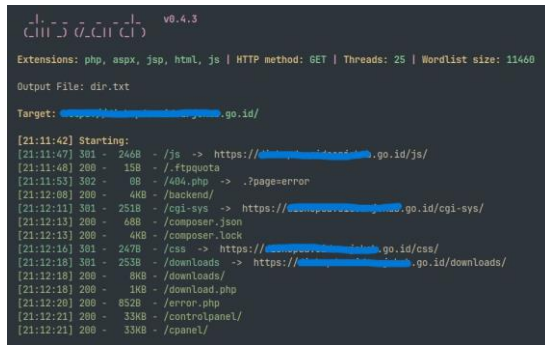 _|. _ _  _  _  _ _|_    v0.4.3
(_||| _) (/_(_|| (_| )
Extensions: php, aspx, jsp, html, js | HTTP method: GET | Threads: 25 | Wordlist size: 11460
Output File: dir.txt
Target: .go.id/
[21:11:42] Starting:
[21:11:47] 301 - 246B - /js -> https:// .go.id/js/
[21:11:48] 200 - 15B - /.ftpquota
[21:11:53] 302 - 0B - /404.php -> .?page=error
[21:12:08] 200 - 4KB - /backend/
[21:12:11] 301 - 251B - /cgi-sys -> https:// .go.id/cgi-sys/
[21:12:13] 200 - 68B - /composer.json
[21:12:13] 200 - 4KB - /composer.lock
[21:12:16] 301 - 247B - /css -> https:// .go.id/css/
[21:12:18] 301 - 253B - /downloads -> https:// .go.id/downloads/
[21:12:18] 200 - 8KB - /downloads/
[21:12:18] 200 - 1KB - /download.php
[21:12:20] 200 - 852B - /error.php
[21:12:21] 200 - 33KB - /controlpanel/
[21:12:21] 200 - 33KB - /cpanel/